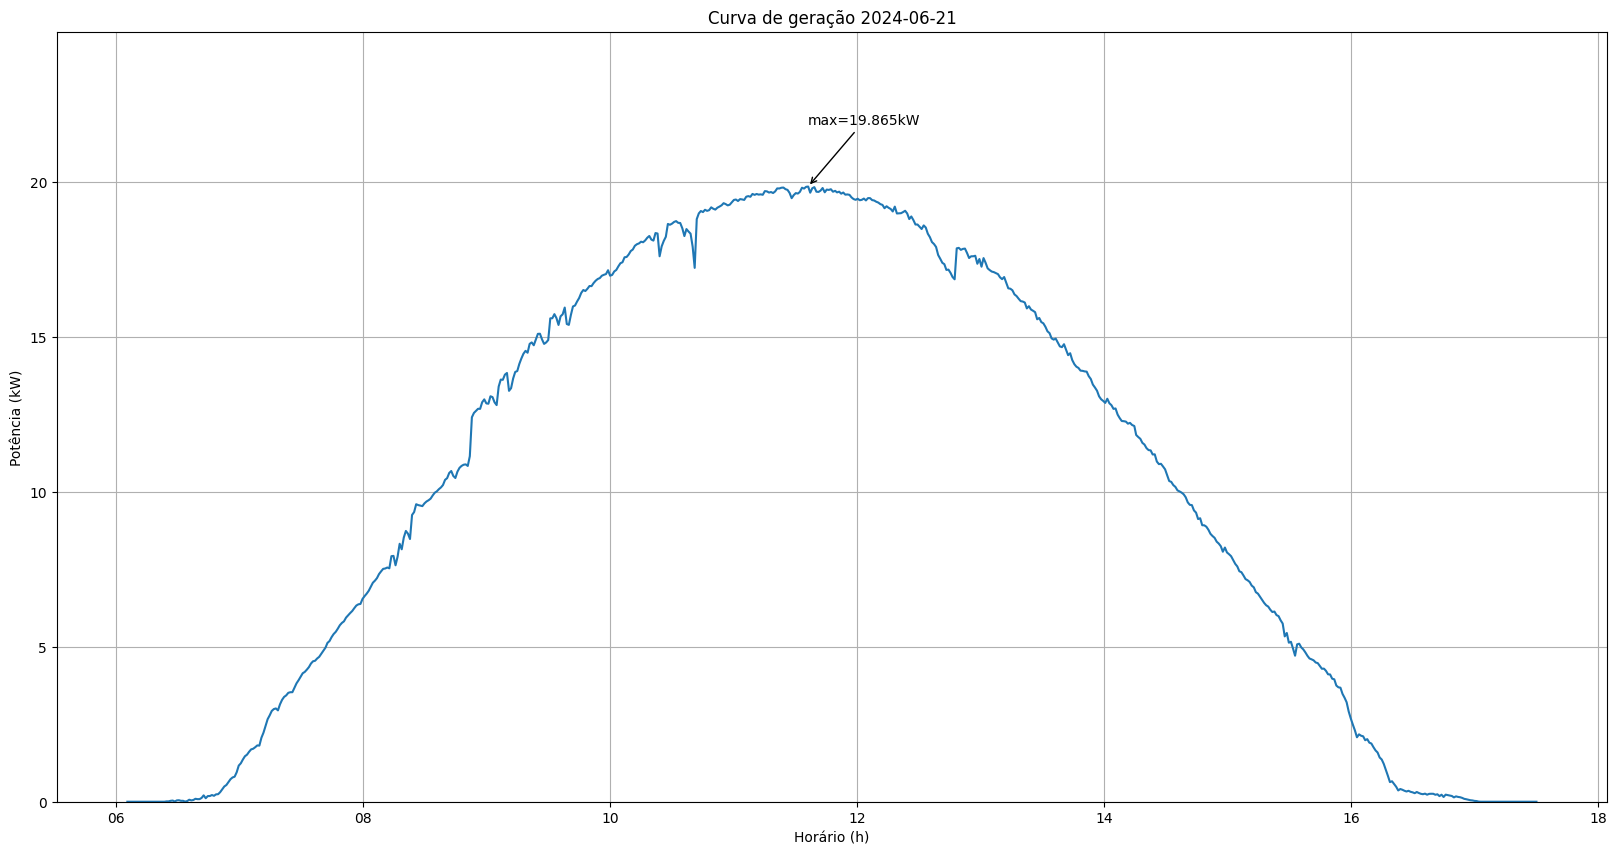 Curva de geração 2024-06-21
max=19.865kW
Potência (kW)
20
15
10
5
0
06 08 10 12 14 16 18
Horário (h)